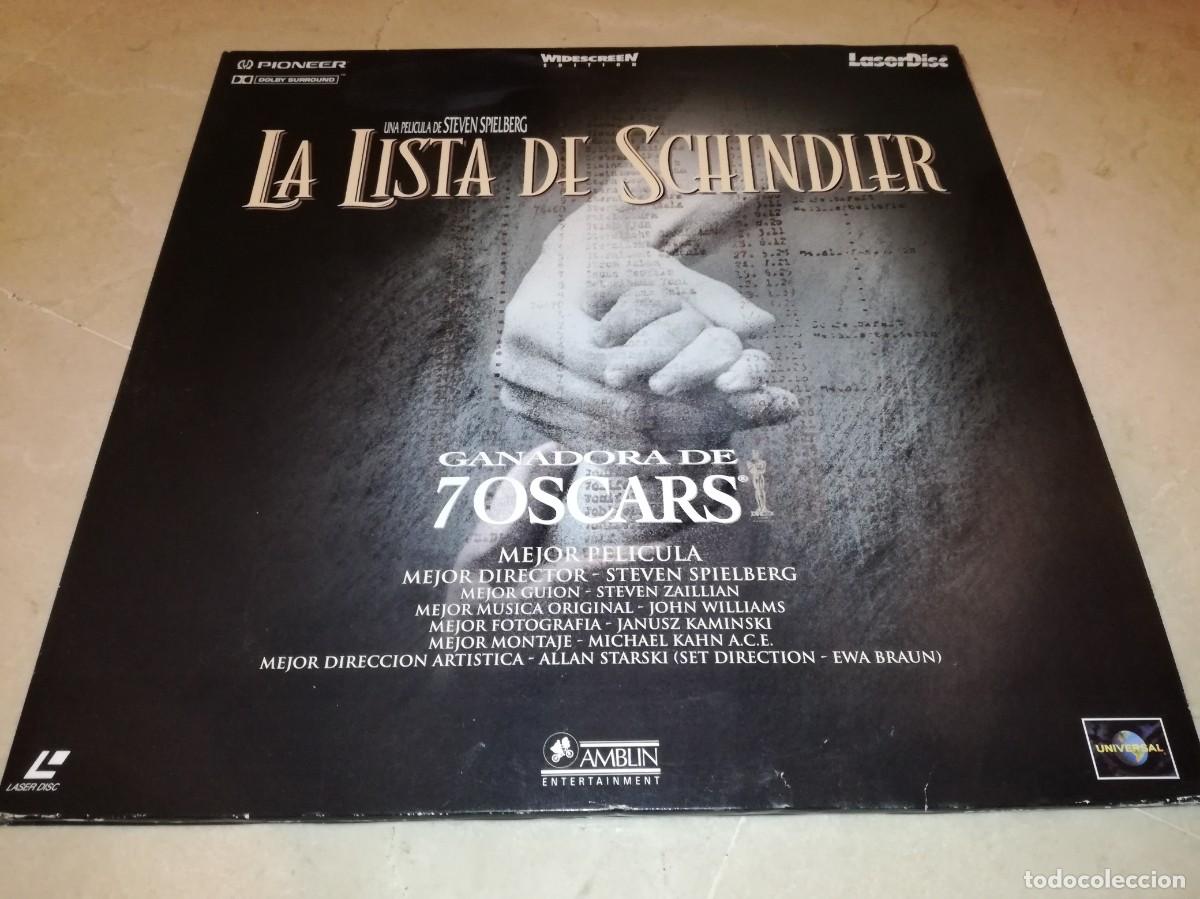 PIONEER
DOLBY SURROUND
WIDESCREEN
EDITION
LaserDisc
UNA PELICULA DE STEVEN SPIELBERG
LA LISTA DE SCHINDLER
GANADORA DE
7 OSCARS®
MEJOR PELICULA
MEJOR DIRECTOR - STEVEN SPIELBERG
MEJOR GUION - STEVEN ZAILLIAN
MEJOR MUSICA ORIGINAL - JOHN WILLIAMS
MEJOR FOTOGRAFIA - JANUSZ KAMINSKI
MEJOR MONTAJE - MICHAEL KAHN A.C.E.
MEJOR DIRECCION ARTISTICA - ALLAN STARSKI (SET DIRECTION - EWA BRAUN)
LASER DISC
AMBLIN
ENTERTAINMENT
UNIVERSAL
todocoleccion